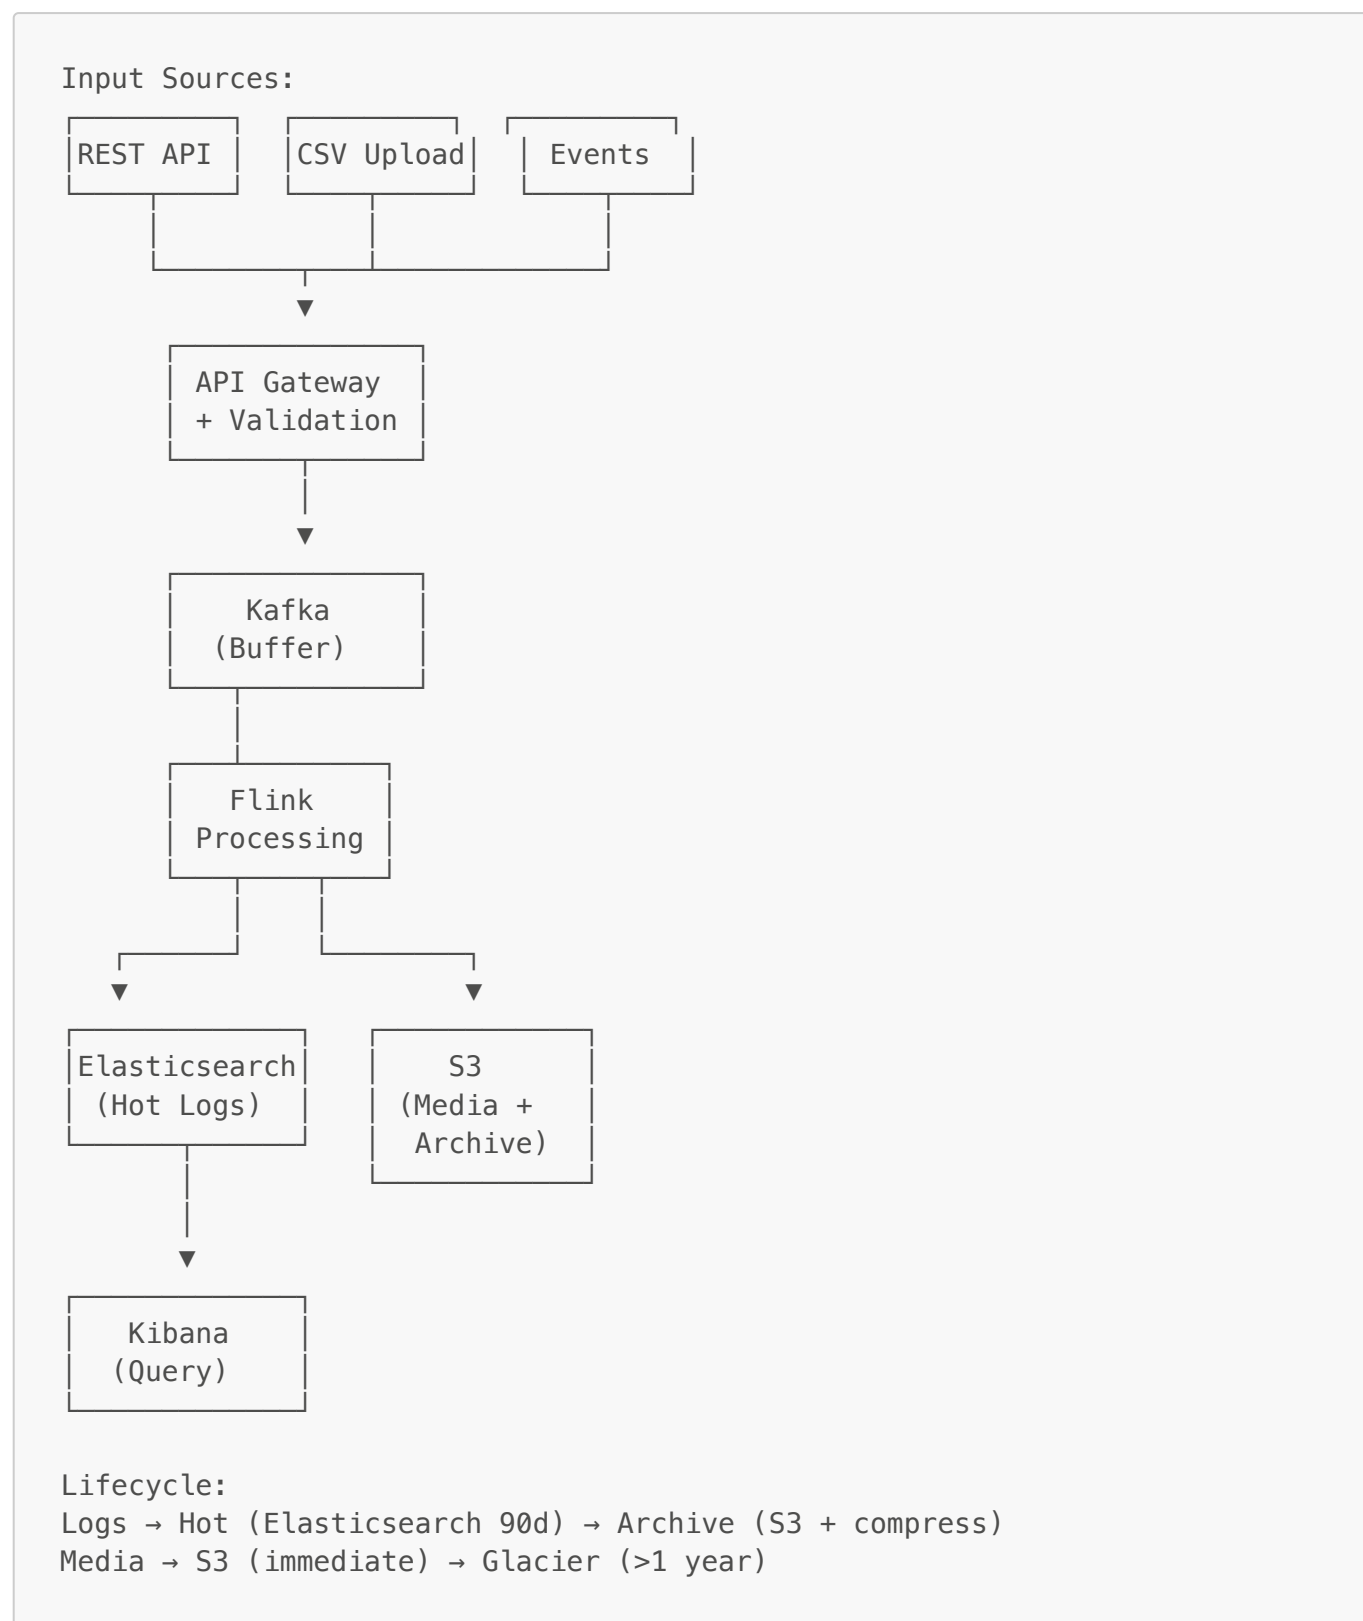 Input Sources:
REST API CSV Upload Events
API Gateway
+ Validation
Kafka
(Buffer)
Flink
Processing
Elasticsearch S3
(Hot Logs) (Media +
Archive)
Kibana
(Query)
Lifecycle:
Logs → Hot (Elasticsearch 90d) → Archive (S3 + compress)
Media → S3 (immediate) → Glacier (>1 year)